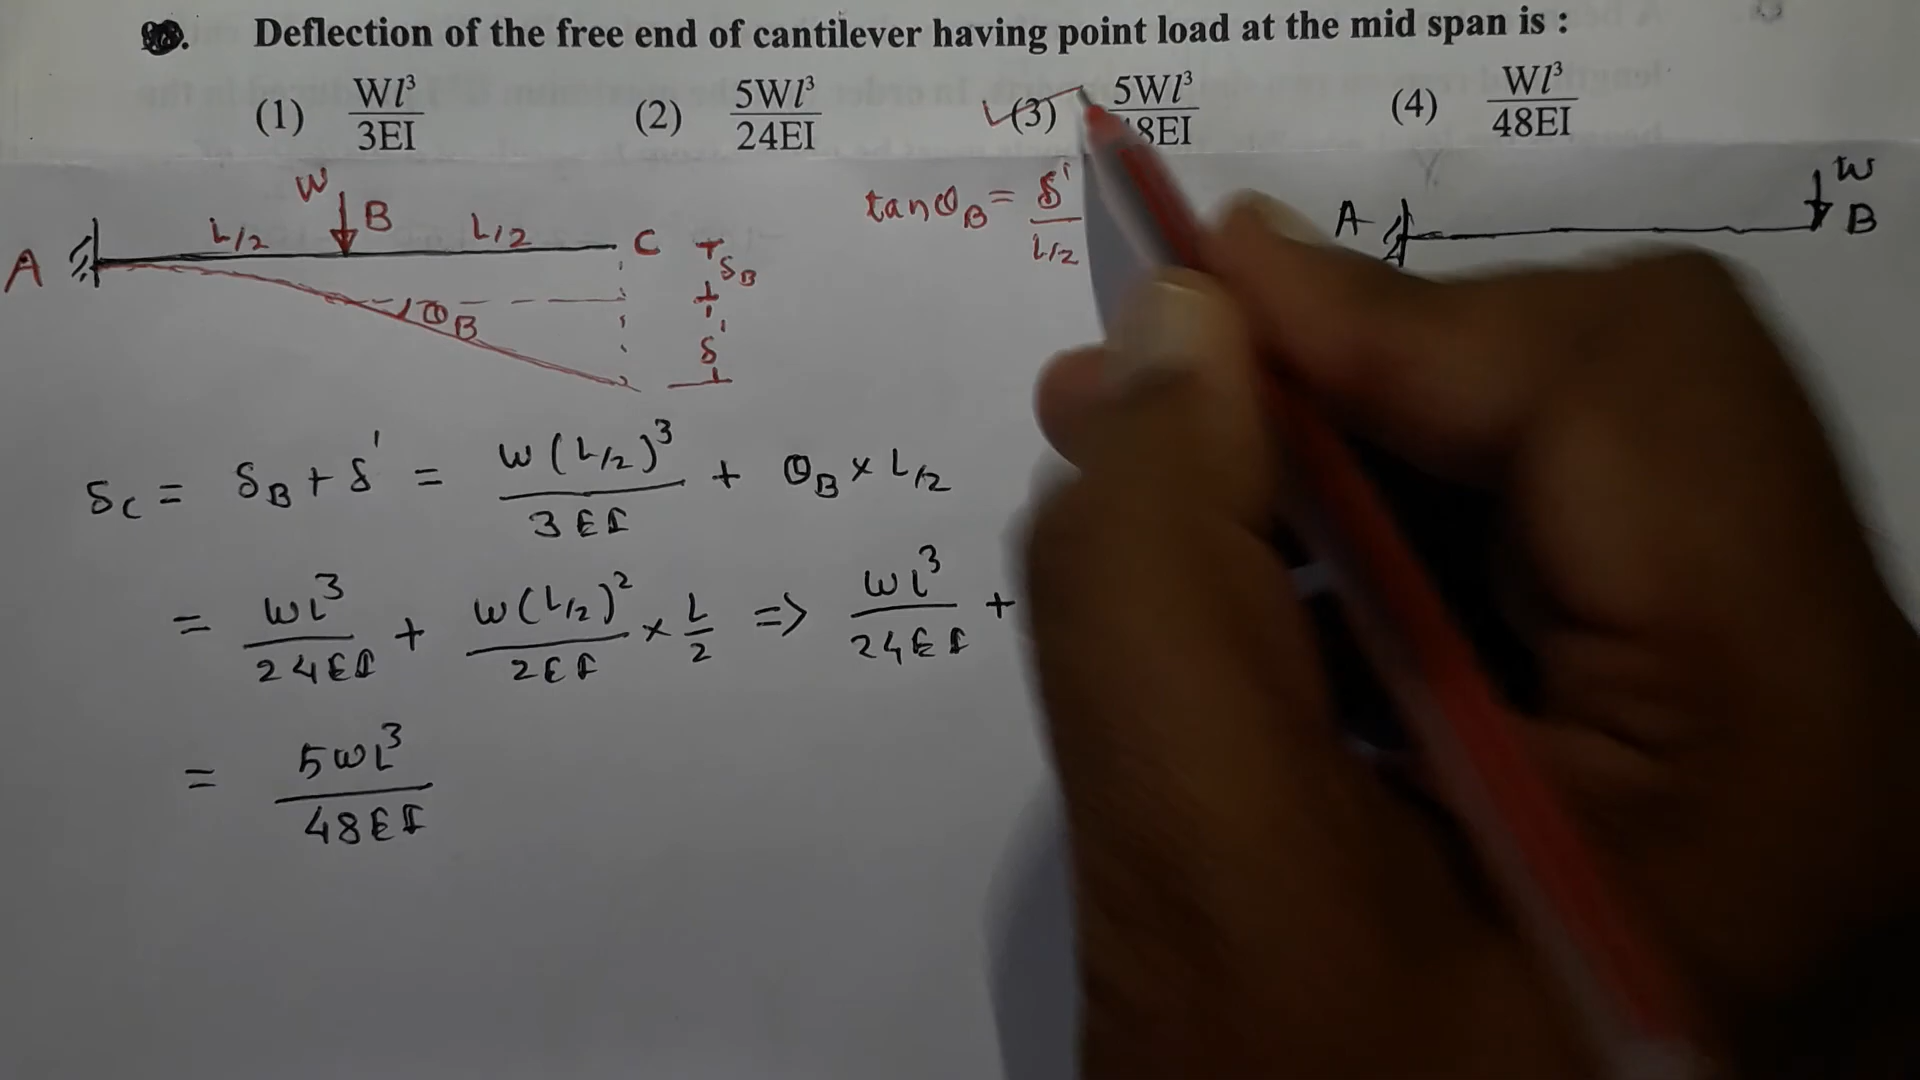 Deflection of the free end of cantilever having point load at the mid span is :
(1) Wl³/3EI (2) 5Wl³/24EI (3) 5Wl³/8EI (4) Wl³/48EI
W
A L/2 B L/2 C
δB
θB
δ'
tanθB = δ'/L/2
W
A B
δC = δB + δ' = W(L/2)³/3EI + θB × L/2
= WL³/24EI + W(L/2)²/2EI × L/2 => WL³/24EI +
= 5WL³/48EI